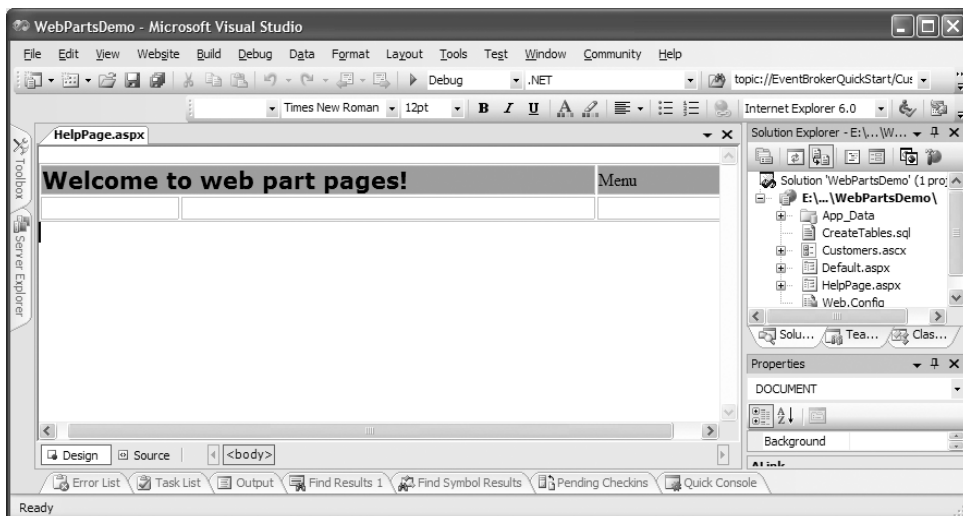 WebPartsDemo - Microsoft Visual Studio
File Edit View Website Build Debug Data Format Layout Tools Test Window Community Help
Debug .NET topic://EventBrokerQuickStart/Cu
Times New Roman 12pt B I U A Internet Explorer 6.0
Toolbox
Server Explorer
HelpPage.aspx
Welcome to web part pages! Menu
Design Source <body>
Solution Explorer - E:\...\W...
Solution 'WebPartsDemo' (1 proj
E:\...\WebPartsDemo\
App_Data
CreateTables.sql
Customers.ascx
Default.aspx
HelpPage.aspx
Web.Config
Solu... Tea... Clas...
Properties
DOCUMENT
A Z
Background
ALink
Error List Task List Output Find Results 1 Find Symbol Results Pending Checkins Quick Console
Ready